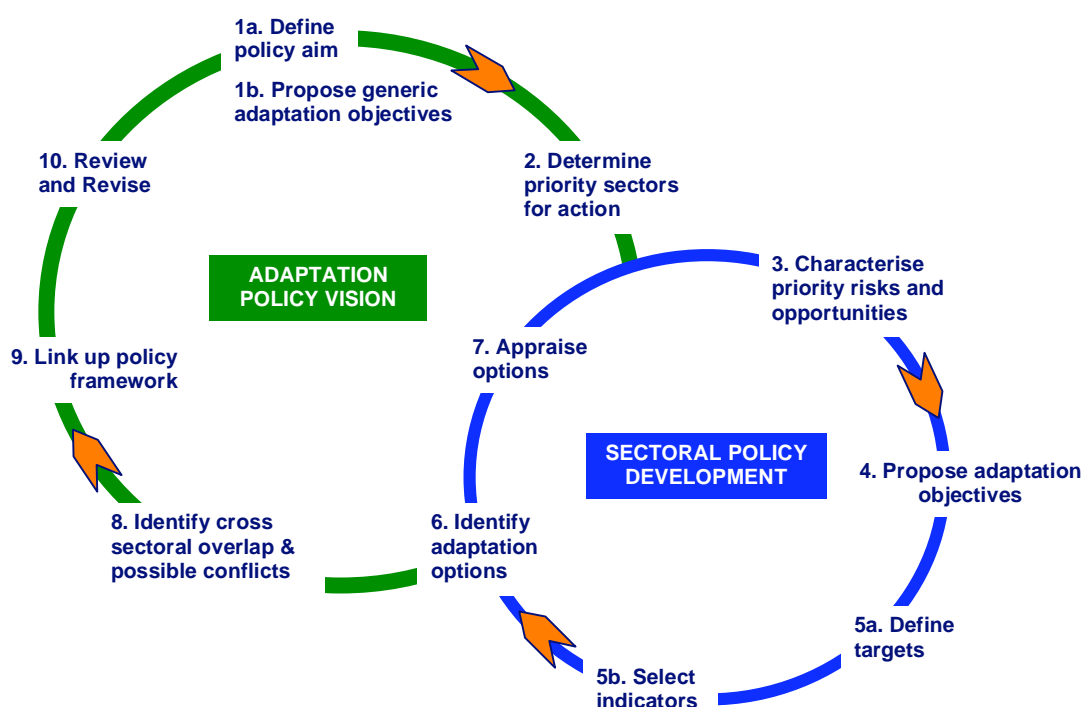 1a. Define
policy aim
1b. Propose generic
adaptation objectives
10. Review
and Revise
2. Determine
priority sectors
for action
ADAPTATION
POLICY VISION
3. Characterise
priority risks and
opportunities
9. Link up policy
framework
7. Appraise
options
SECTORAL POLICY
DEVELOPMENT
4. Propose adaptation
objectives
8. Identify cross
sectoral overlap &
possible conflicts
6. Identify
adaptation
options
5a. Define
targets
5b. Select
indicators